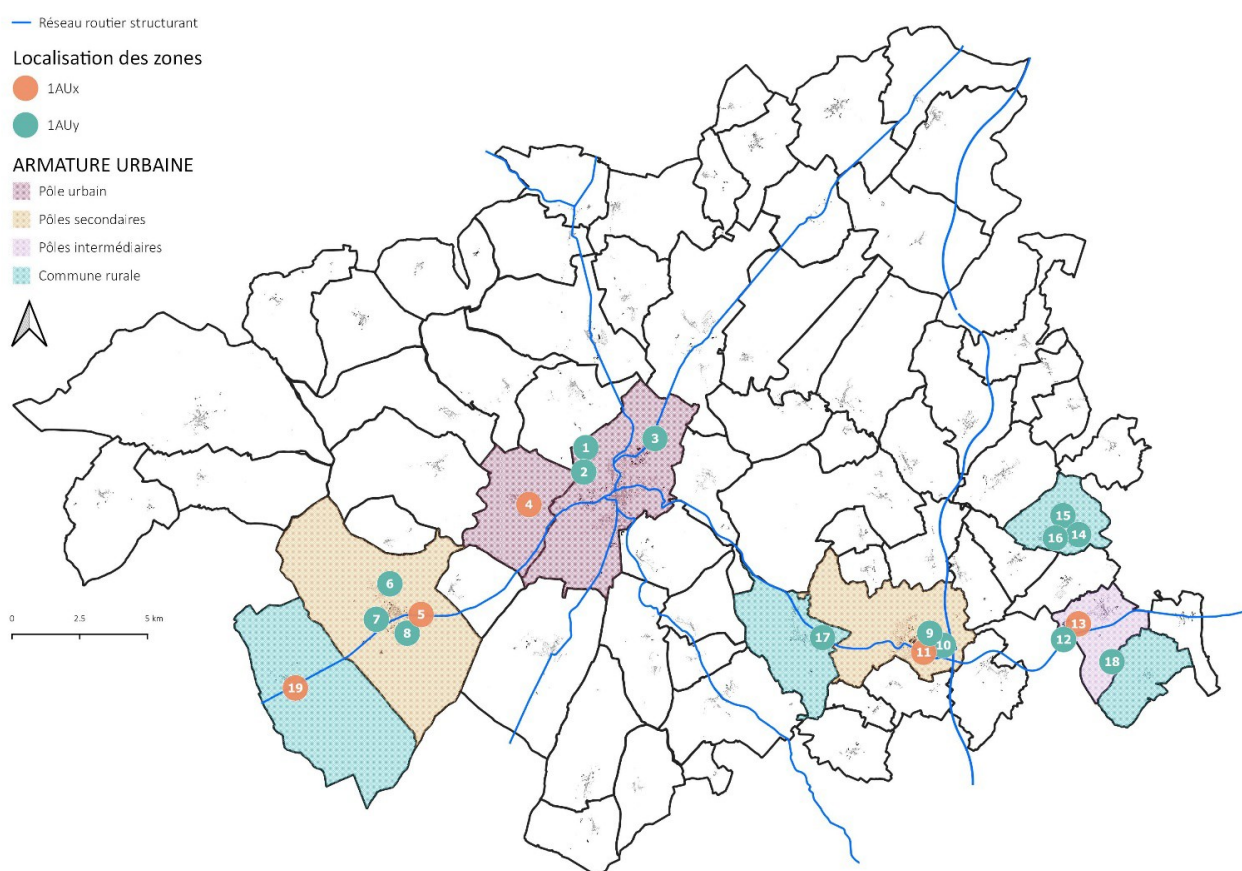 Réseau routier structurant
Localisation des zones
1AUx
1AUy
ARMATURE URBAINE
Pôle urbain
Pôles secondaires
Pôles intermédiaires
Commune rurale
0 2.5 5 km
1
2
3
4
5
6
7
8
9
10
11
12
13
14
15
16
17
18
19